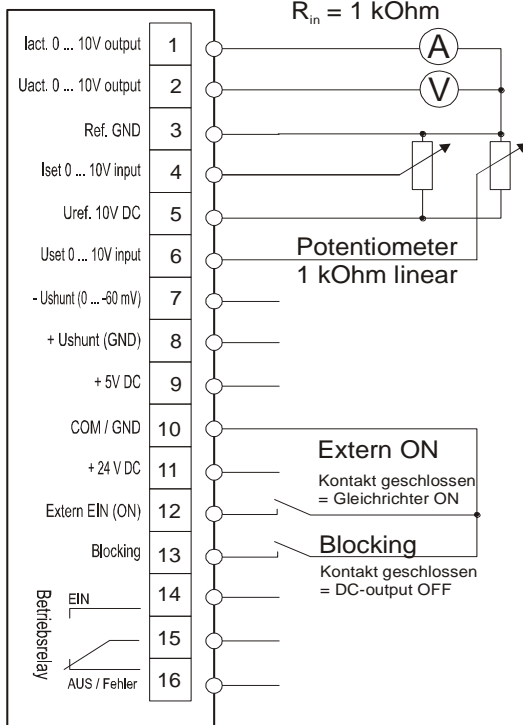 R_in = 1 kOhm
Iact. 0 ... 10V output 1
A
Uact. 0 ... 10V output 2
V
Ref. GND 3
Iset 0 ... 10V input 4
Uref. 10V DC 5
Uset 0 ... 10V input 6
Potentiometer
1 kOhm linear
- Ushunt (0 ... -60 mV) 7
+ Ushunt (GND) 8
+ 5V DC 9
COM / GND 10
Extern ON
+ 24 V DC 11
Kontakt geschlossen
= Gleichrichter ON
Extern EIN (ON) 12
Blocking 13
Blocking
Kontakt geschlossen
= DC-output OFF
Betriebsrelay
EIN 14
15
AUS / Fehler 16